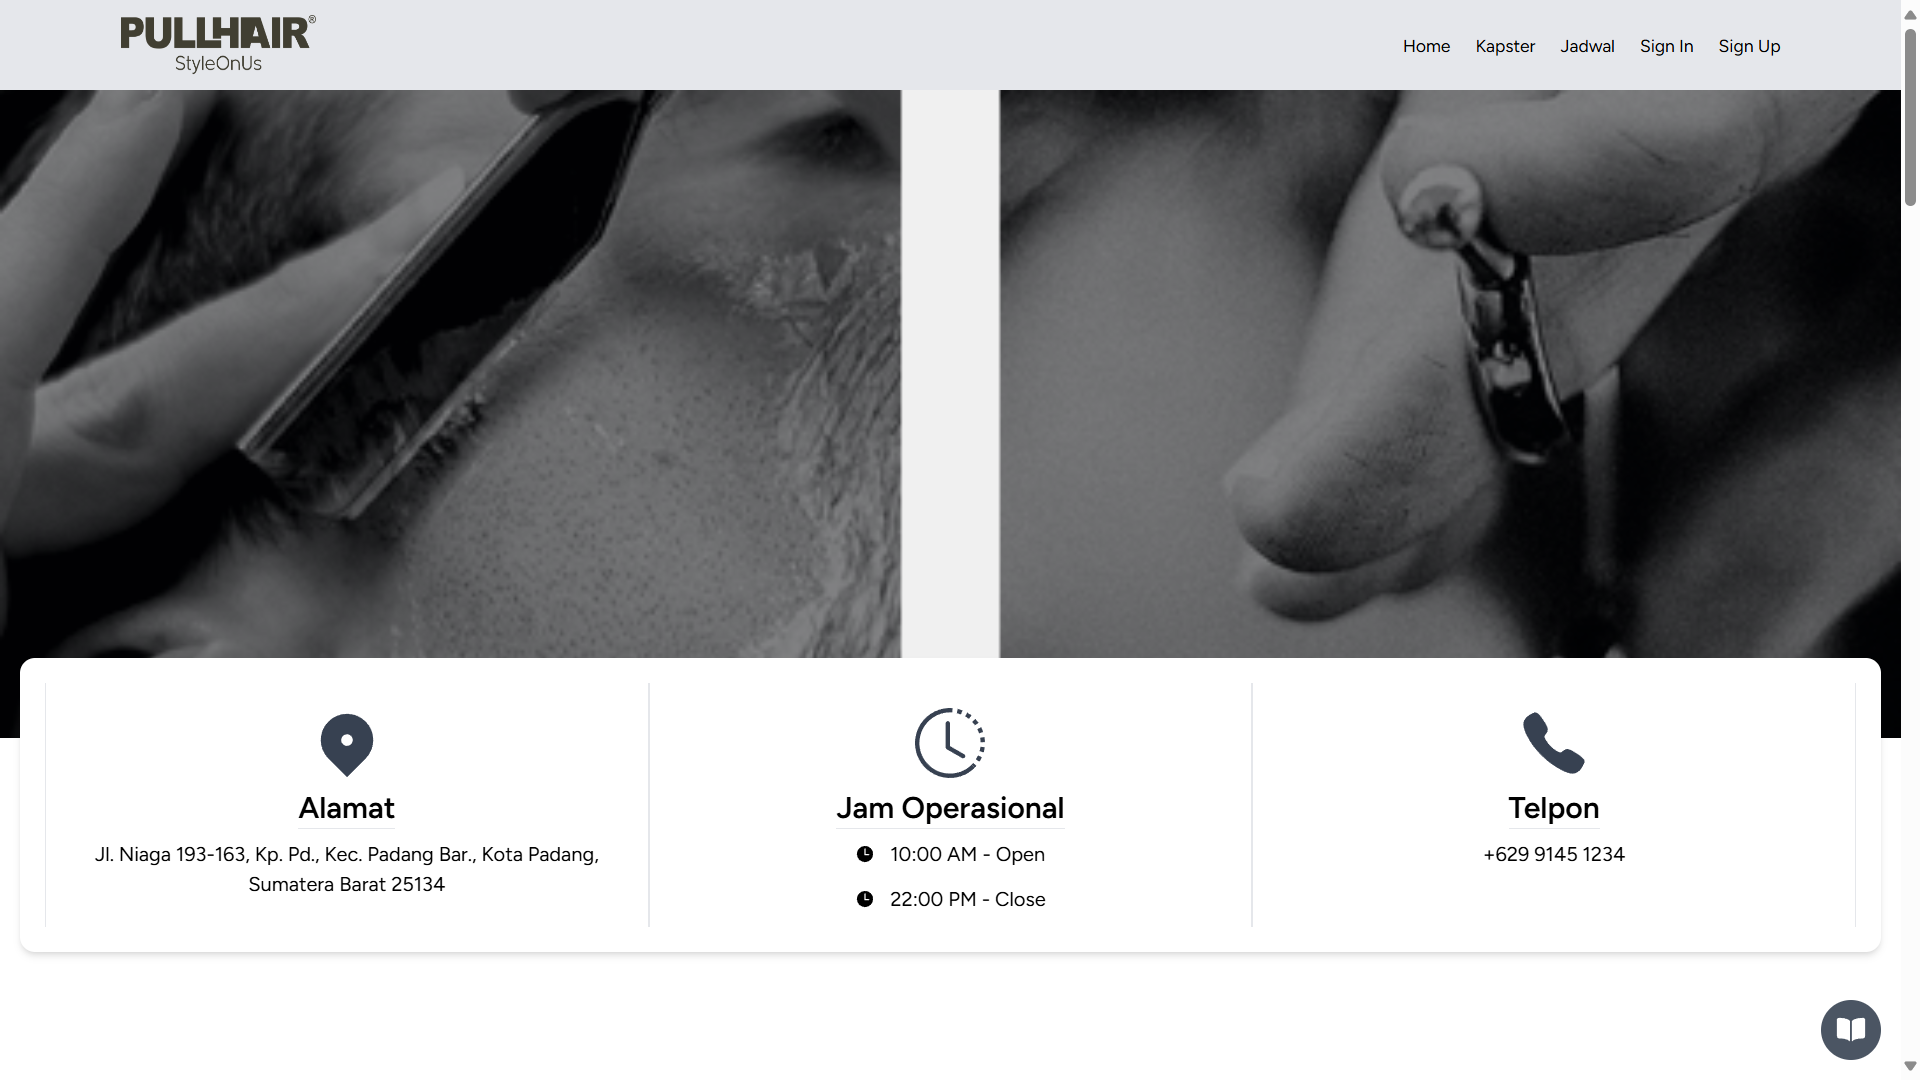 PULLHAIR®
StyleOnUs
Home Kapster Jadwal Sign In Sign Up
Alamat
Jl. Niaga 193-163, Kp. Pd., Kec. Padang Bar., Kota Padang,
Sumatera Barat 25134
Jam Operasional
10:00 AM - Open
22:00 PM - Close
Telpon
+629 9145 1234